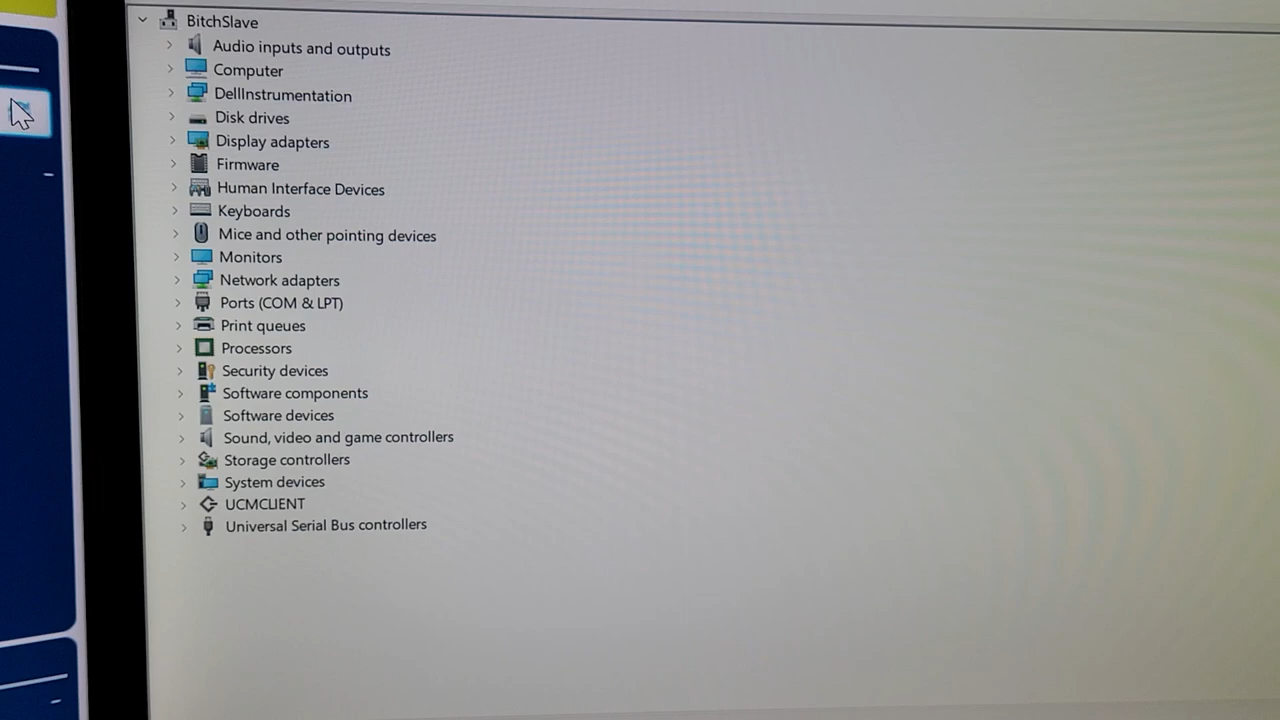 BitchSlave
Audio inputs and outputs
Computer
DellInstrumentation
Disk drives
Display adapters
Firmware
Human Interface Devices
Keyboards
Mice and other pointing devices
Monitors
Network adapters
Ports (COM & LPT)
Print queues
Processors
Security devices
Software components
Software devices
Sound, video and game controllers
Storage controllers
System devices
UCMCLIENT
Universal Serial Bus controllers